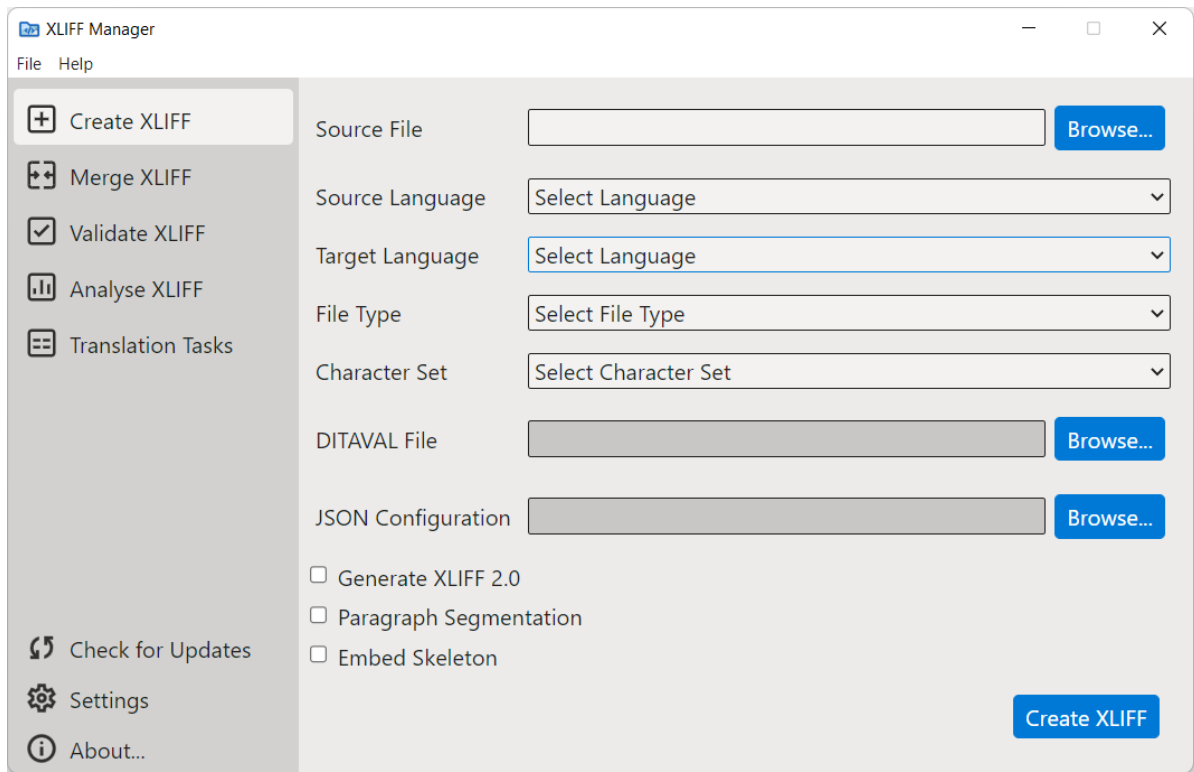 XLIFF Manager
File Help
Create XLIFF
Merge XLIFF
Validate XLIFF
Analyse XLIFF
Translation Tasks
Check for Updates
Settings
About...
Source File Browse...
Source Language Select Language
Target Language Select Language
File Type Select File Type
Character Set Select Character Set
DITAVAL File Browse...
JSON Configuration Browse...
Generate XLIFF 2.0
Paragraph Segmentation
Embed Skeleton
Create XLIFF